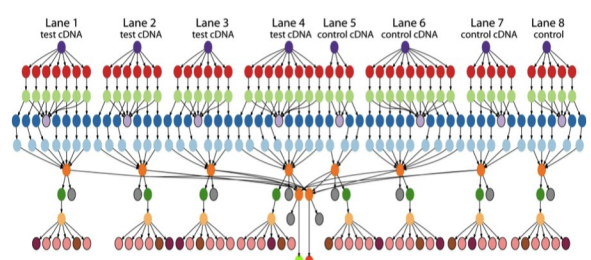 Lane 1 Lane 2 Lane 3 Lane 4 Lane 5 Lane 6 Lane 7 Lane 8
test cDNA test cDNA test cDNA test cDNA control cDNA control cDNA control cDNA control